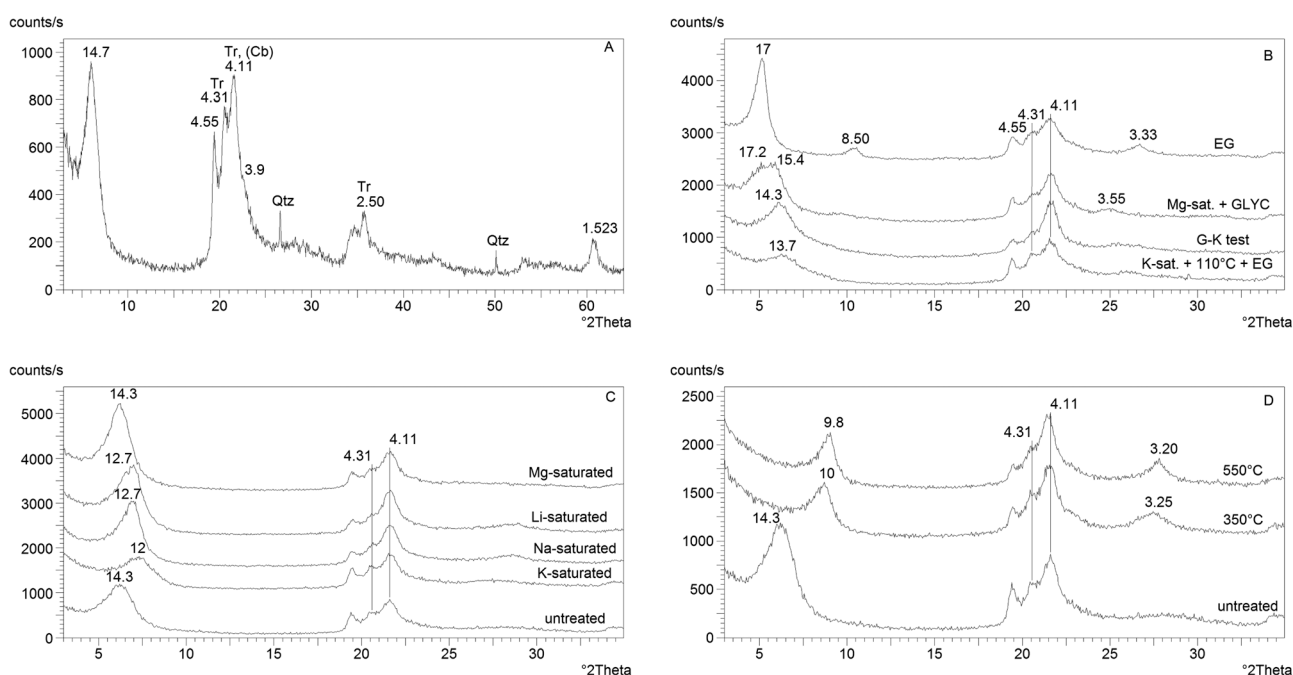 counts/s
A
1000
800
600
400
200
0
14.7
Tr, (Cb)
4.11
Tr
4.31
4.55
3.9
Qtz
Tr
2.50
Qtz
1.523
10 20 30 40 50 60
°2Theta
counts/s
B
4000
3000
2000
1000
0
17
8.50
4.55
4.31
4.11
3.33
EG
17.2
15.4
3.55
Mg-sat. + GLYC
14.3
G-K test
13.7
K-sat. + 110°C + EG
5 10 15 20 25 30
°2Theta
counts/s
C
5000
4000
3000
2000
1000
0
14.3
4.31
4.11
Mg-saturated
12.7
Li-saturated
12.7
Na-saturated
12
K-saturated
14.3
untreated
5 10 15 20 25 30
°2Theta
counts/s
D
2500
2000
1500
1000
500
0
9.8
4.31
4.11
3.20
550°C
10
3.25
350°C
14.3
untreated
5 10 15 20 25 30
°2Theta